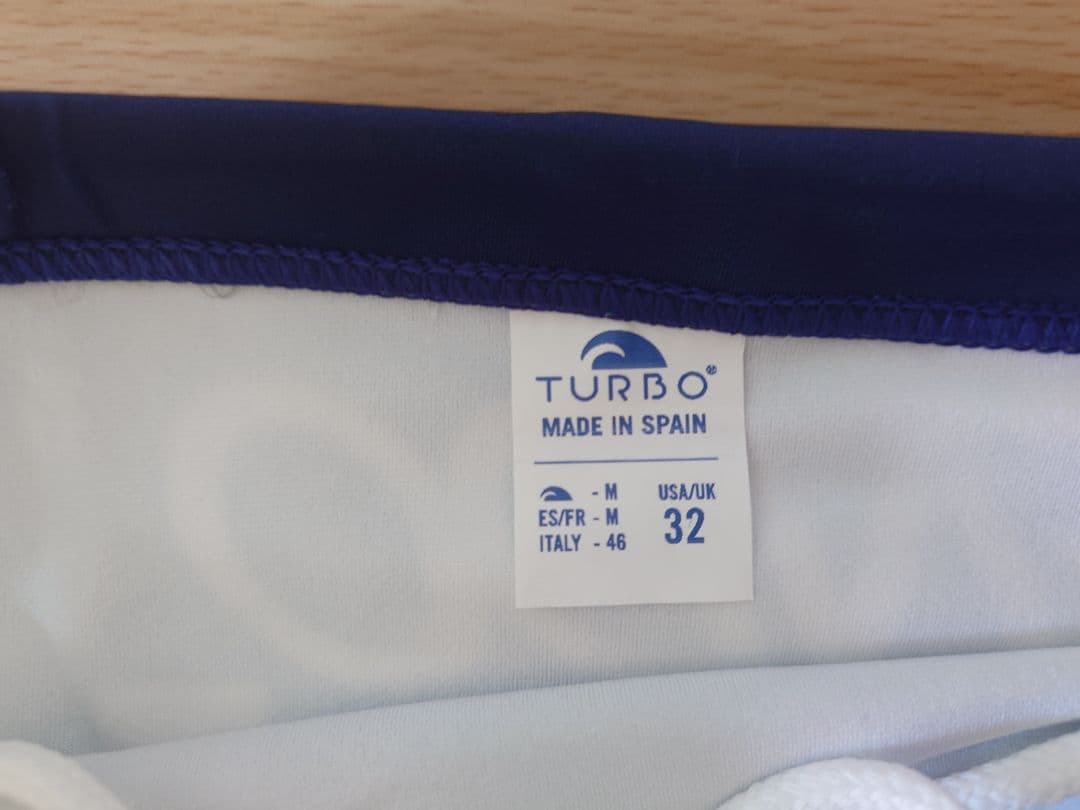 TURBO®
MADE IN SPAIN
- M
ES/FR - M
ITALY - 46
USA/UK
32